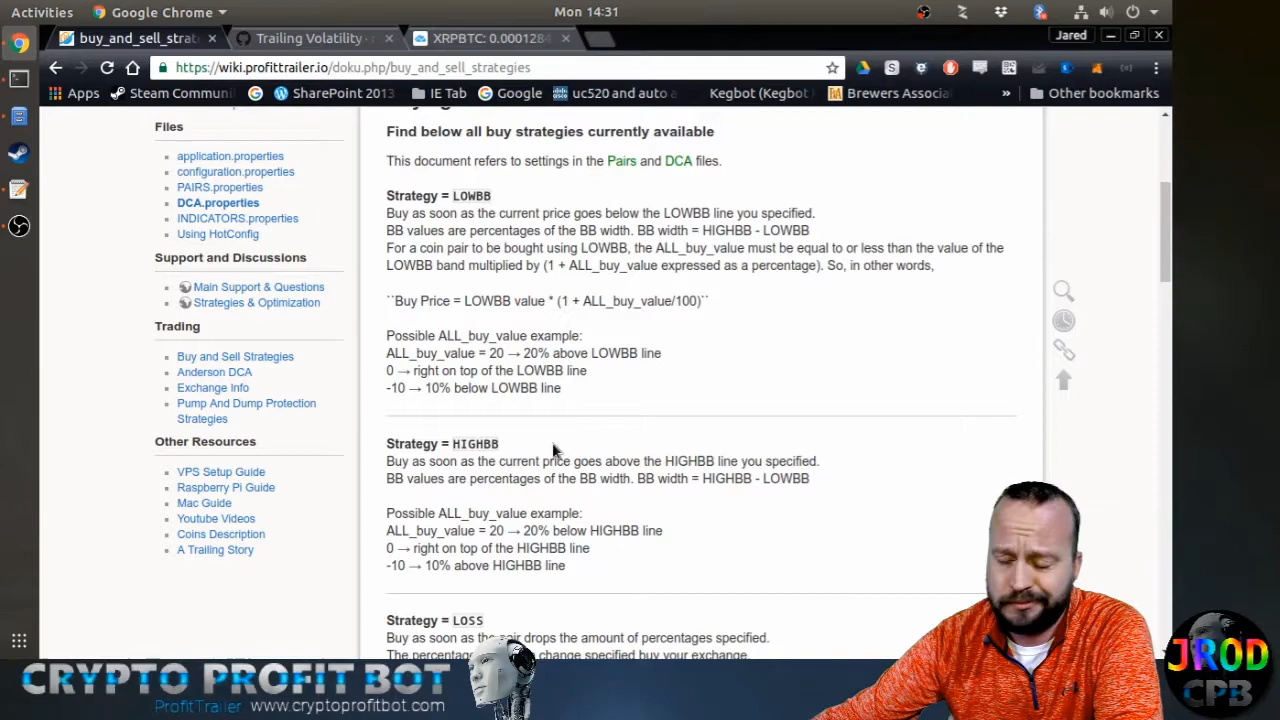 Activities Google Chrome Mon 14:31
buy_and_sell_strat Trailing Volatility - XRPBTC: 0.0001284 Jared
https://wiki.profittrailer.io/doku.php/buy_and_sell_strategies
Apps Steam Communi SharePoint 2013 IE Tab Google uc520 and auto a Kegbot (Kegbot Brewers Associa » Other bookmarks
Files
application.properties
configuration.properties
PAIRS.properties
DCA.properties
INDICATORS.properties
Using HotConfig
Support and Discussions
Main Support & Questions
Strategies & Optimization
Trading
Buy and Sell Strategies
Anderson DCA
Exchange Info
Pump And Dump Protection
Strategies
Other Resources
VPS Setup Guide
Raspberry Pi Guide
Mac Guide
Youtube Videos
Coins Description
A Trailing Story
Find below all buy strategies currently available
This document refers to settings in the Pairs and DCA files.
Strategy = LOWBB
Buy as soon as the current price goes below the LOWBB line you specified.
BB values are percentages of the BB width. BB width = HIGHBB - LOWBB
For a coin pair to be bought using LOWBB, the ALL_buy_value must be equal to or less than the value of the
LOWBB band multiplied by (1 + ALL_buy_value expressed as a percentage). So, in other words,
``Buy Price = LOWBB value * (1 + ALL_buy_value/100)``
Possible ALL_buy_value example:
ALL_buy_value = 20 → 20% above LOWBB line
0 → right on top of the LOWBB line
-10 → 10% below LOWBB line
Strategy = HIGHBB
Buy as soon as the current price goes above the HIGHBB line you specified.
BB values are percentages of the BB width. BB width = HIGHBB - LOWBB
Possible ALL_buy_value example:
ALL_buy_value = 20 → 20% below HIGHBB line
0 → right on top of the HIGHBB line
-10 → 10% above HIGHBB line
Strategy = LOSS
Buy as soon as the pair drops the amount of percentages specified.
The percentage change specified buy your exchange.
CRYPTO PROFIT BOT
ProfitTrailer www.cryptoprofitbot.com
JROD
CPB